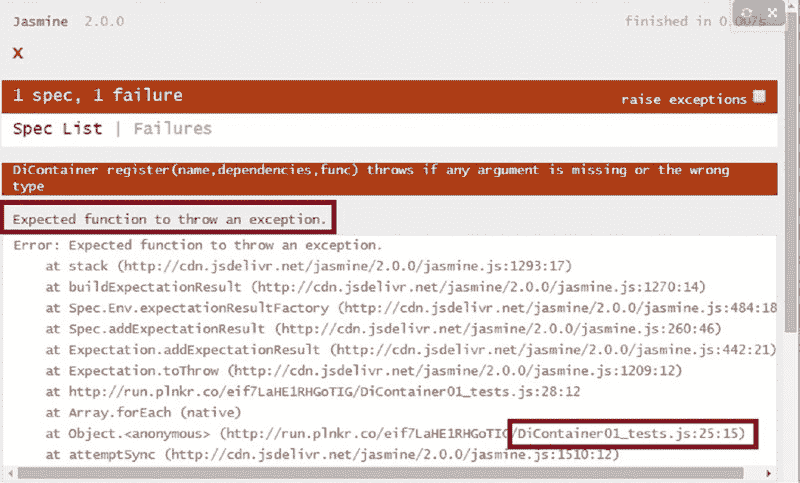 Jasmine 2.0.0 finished in 0.007s
x
1 spec, 1 failure
raise exceptions
Spec List | Failures
DiContainer register(name,dependencies,func) throws if any argument is missing or the wrong
type
Expected function to throw an exception.
Error: Expected function to throw an exception.
at stack (http://cdn.jsdelivr.net/jasmine/2.0.0/jasmine.js:1293:17)
at buildExpectationResult (http://cdn.jsdelivr.net/jasmine/2.0.0/jasmine.js:1270:14)
at Spec.Env.expectationResultFactory (http://cdn.jsdelivr.net/jasmine/2.0.0/jasmine.js:484:18
at Spec.addExpectationResult (http://cdn.jsdelivr.net/jasmine/2.0.0/jasmine.js:260:46)
at Expectation.addExpectationResult (http://cdn.jsdelivr.net/jasmine/2.0.0/jasmine.js:442:21)
at Expectation.toThrow (http://cdn.jsdelivr.net/jasmine/2.0.0/jasmine.js:1209:12)
at http://run.plnkr.co/eif7LaHE1RHGoTIG/DiContainer01_tests.js:28:12
at Array.forEach (native)
at Object.<anonymous> (http://run.plnkr.co/eif7LaHE1RHGoTIG/DiContainer01_tests.js:25:15)
at attemptSync (http://cdn.jsdelivr.net/jasmine/2.0.0/jasmine.js:1510:12)